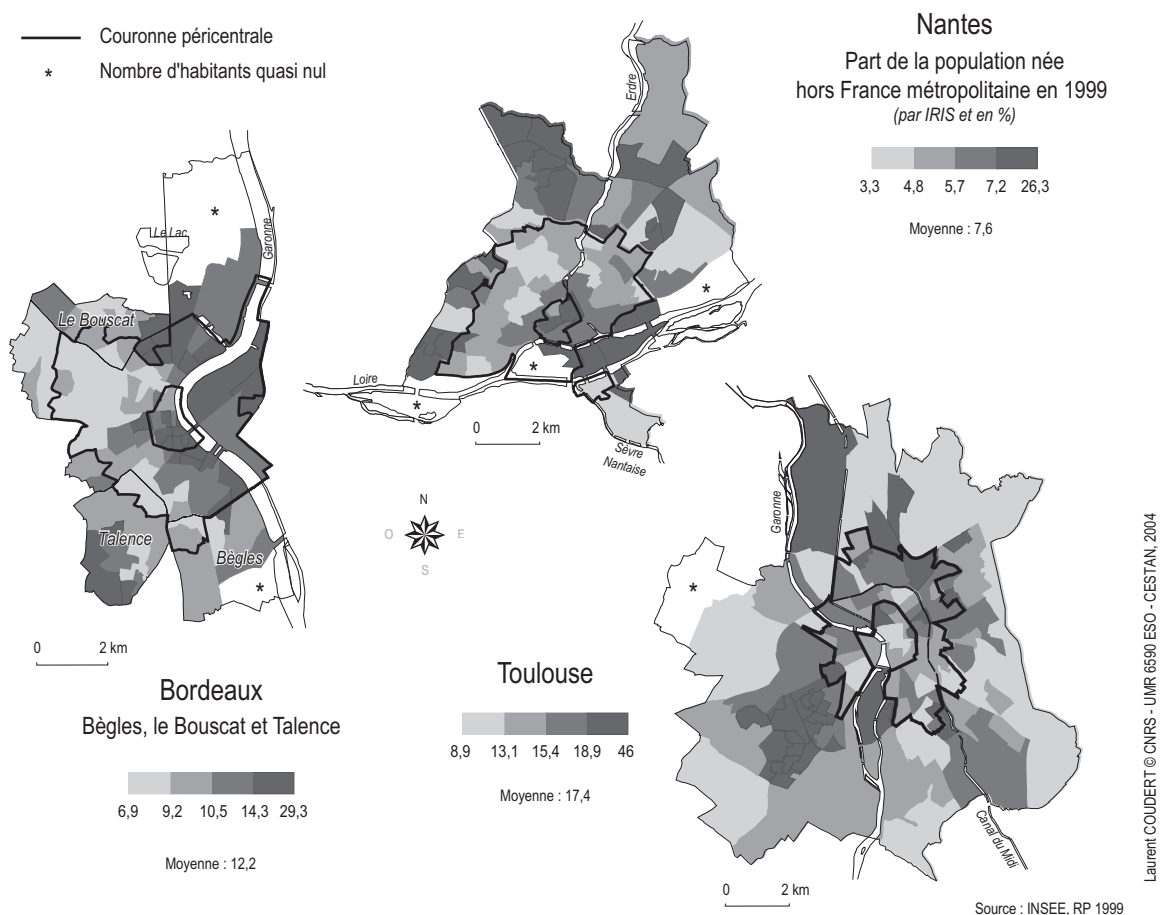 Couronne péricentrale
* Nombre d'habitants quasi nul
Nantes
Part de la population née
hors France métropolitaine en 1999
(par IRIS et en %)
3,3 4,8 5,7 7,2 26,3
Moyenne : 7,6
Erdre
*
*
*
Loire
0 2 km
Sèvre
Nantaise
*
Le Lac
Garonne
Le Bouscat
Talence
Bègles
*
0 2 km
N
O E
S
Bordeaux
Bègles, le Bouscat et Talence
6,9 9,2 10,5 14,3 29,3
Moyenne : 12,2
Toulouse
8,9 13,1 15,4 18,9 46
Moyenne : 17,4
Garonne
*
Canal du Midi
0 2 km
Laurent COUDERT © CNRS - UMR 6590 ESO - CESTAN, 2004
Source : INSEE, RP 1999